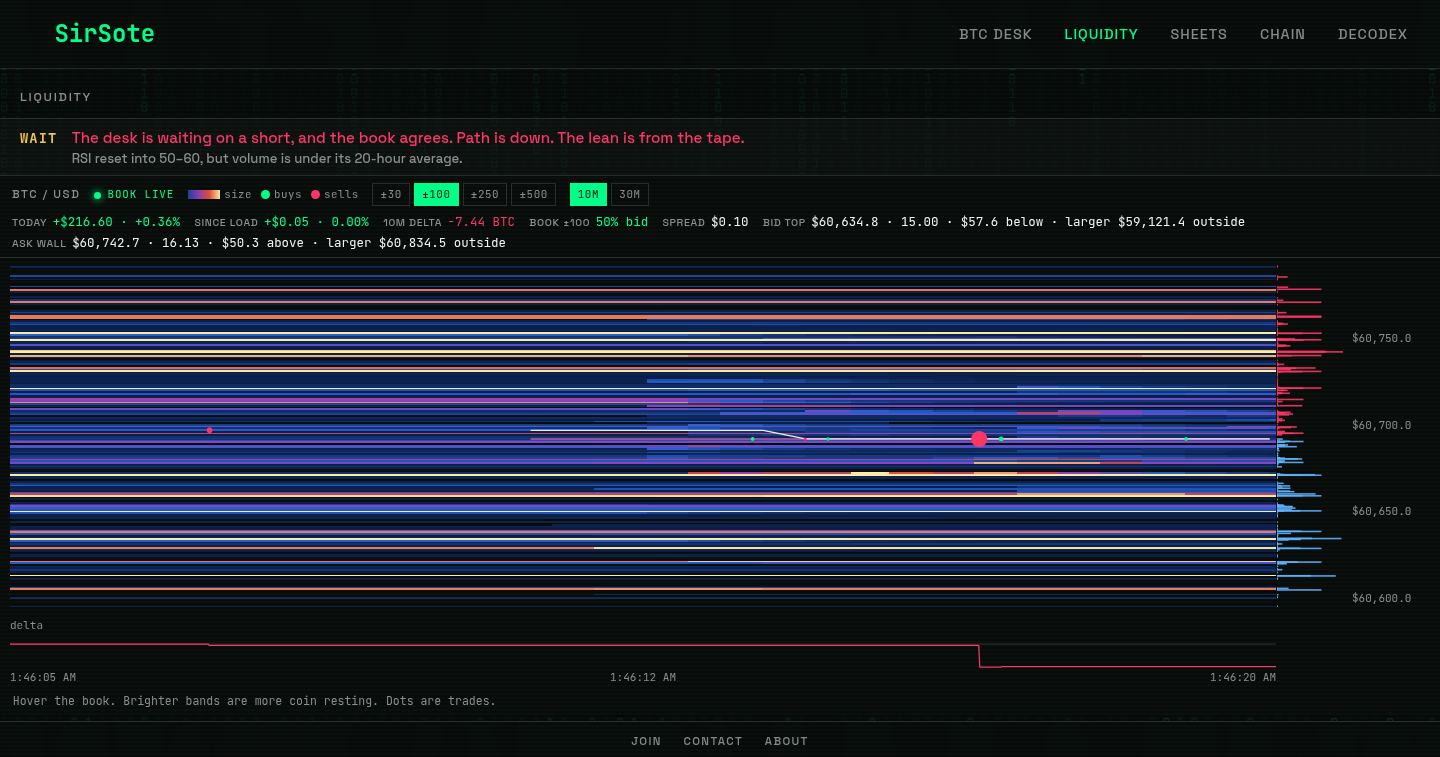 SirSote
BTC DESK LIQUIDITY SHEETS CHAIN DECODEX
LIQUIDITY
WAIT The desk is waiting on a short, and the book agrees. Path is down. The lean is from the tape.
RSI reset into 50–60, but volume is under its 20-hour average.
BTC / USD BOOK LIVE size buys sells ±30 ±100 ±250 ±500 10M 30M
TODAY +$216.60 · +0.36% SINCE LOAD +$0.05 · 0.00% 10M DELTA -7.44 BTC BOOK ±100 50% bid SPREAD $0.10 BID TOP $60,634.8 · 15.00 · $57.6 below · larger $59,121.4 outside
ASK WALL $60,742.7 · 16.13 · $50.3 above · larger $60,834.5 outside
$60,750.0
$60,700.0
$60,650.0
$60,600.0
delta
1:46:05 AM 1:46:12 AM 1:46:20 AM
Hover the book. Brighter bands are more coin resting. Dots are trades.
JOIN CONTACT ABOUT